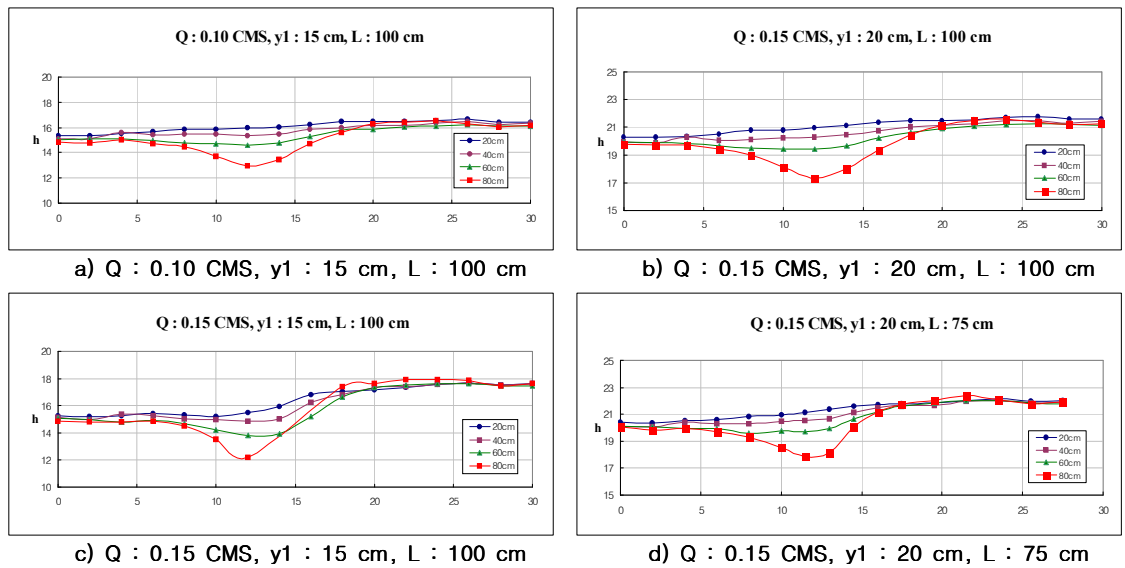 Q : 0.10 CMS, y1 : 15 cm, L : 100 cm
20
18
16
14
12
10
h
0 5 10 15 20 25 30
20cm
40cm
60cm
80cm
a) Q : 0.10 CMS, y1 : 15 cm, L : 100 cm
Q : 0.15 CMS, y1 : 20 cm, L : 100 cm
25
23
21
19
17
15
h
0 5 10 15 20 25 30
20cm
40cm
60cm
80cm
b) Q : 0.15 CMS, y1 : 20 cm, L : 100 cm
Q : 0.15 CMS, y1 : 15 cm, L : 100 cm
20
18
16
14
12
10
h
0 5 10 15 20 25 30
20cm
40cm
60cm
80cm
c) Q : 0.15 CMS, y1 : 15 cm, L : 100 cm
Q : 0.15 CMS, y1 : 20 cm, L : 75 cm
25
23
21
19
17
15
h
0 5 10 15 20 25 30
20cm
40cm
60cm
80cm
d) Q : 0.15 CMS, y1 : 20 cm, L : 75 cm